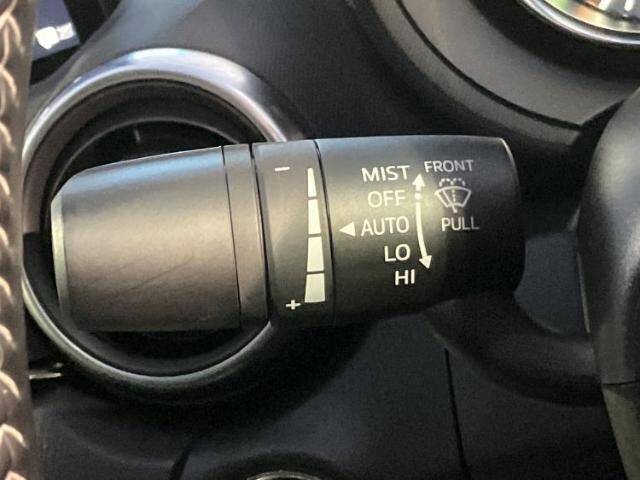 −
MIST FRONT
OFF
AUTO PULL
LO
HI
+